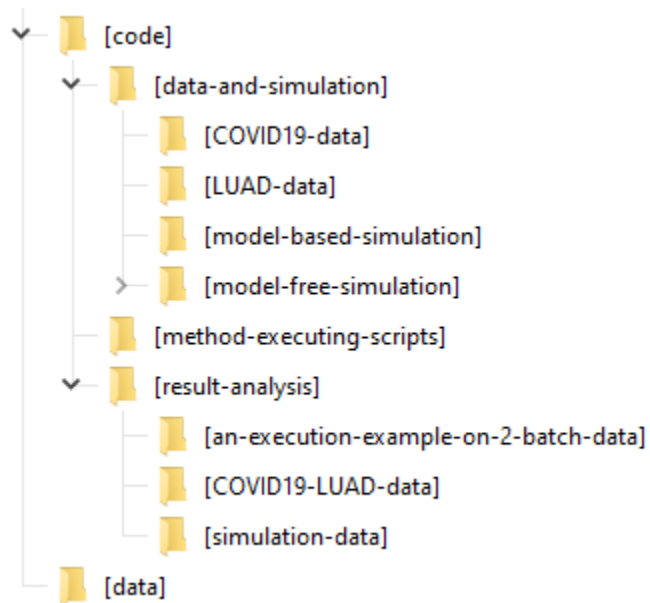 [code]
[data-and-simulation]
[COVID19-data]
[LUAD-data]
[model-based-simulation]
[model-free-simulation]
[method-executing-scripts]
[result-analysis]
[an-execution-example-on-2-batch-data]
[COVID19-LUAD-data]
[simulation-data]
[data]